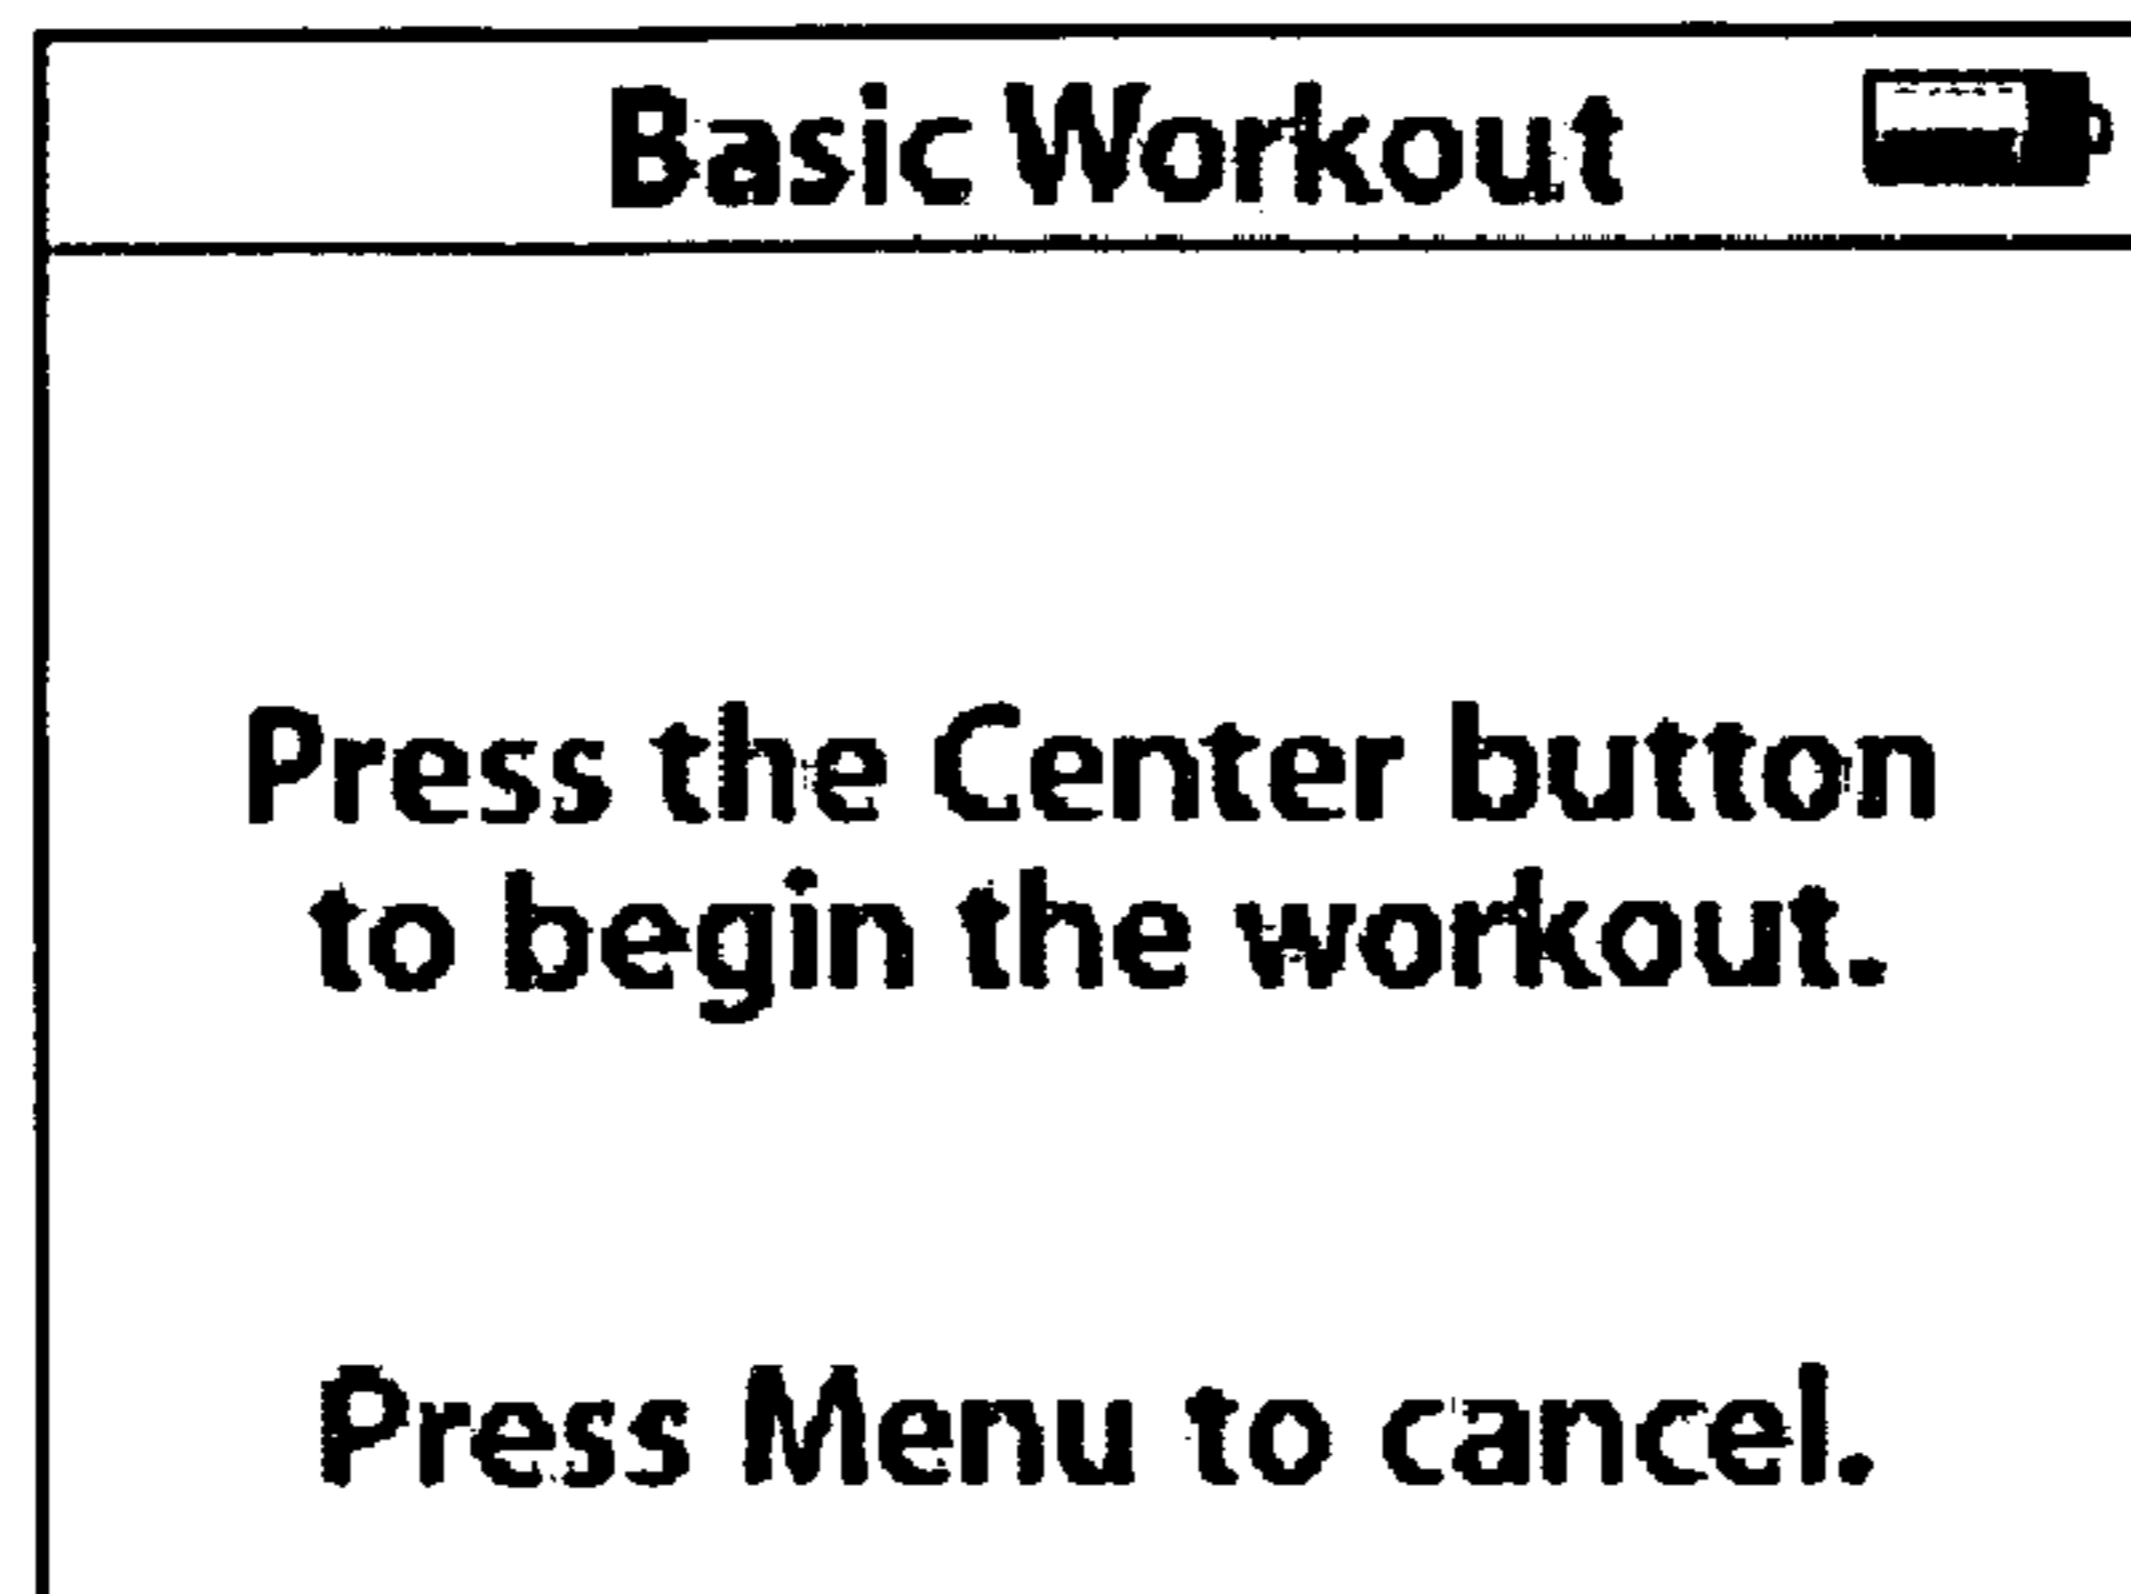 Basic Workout
Press the Center button
to begin the workout.
Press Menu to cancel.